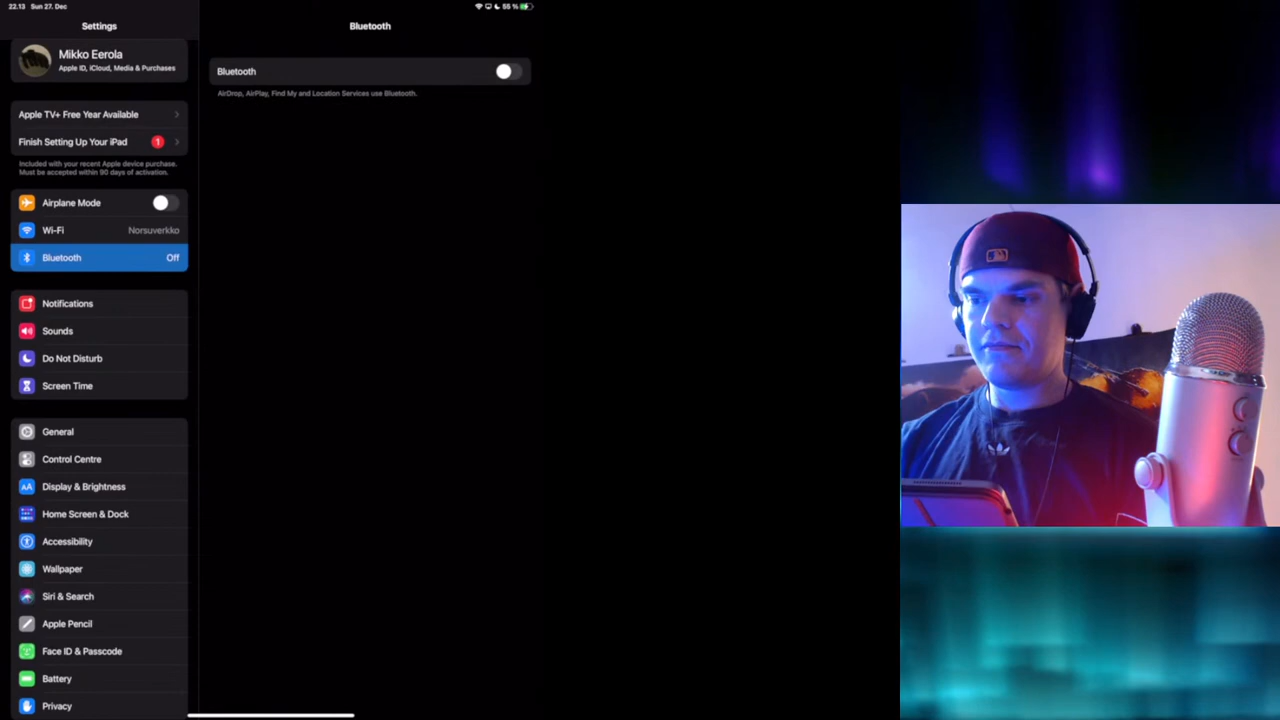 22.13 Sun 27. Dec
55 %
Settings
Mikko Eerola
Apple ID, iCloud, Media & Purchases
Apple TV+ Free Year Available
Finish Setting Up Your iPad 1
Included with your recent Apple device purchase.
Must be accepted within 90 days of activation.
Airplane Mode
Wi-Fi Norsuverkko
Bluetooth Off
Notifications
Sounds
Do Not Disturb
Screen Time
General
Control Centre
AA Display & Brightness
Home Screen & Dock
Accessibility
Wallpaper
Siri & Search
Apple Pencil
Face ID & Passcode
Battery
Privacy
Bluetooth
Bluetooth
AirDrop, AirPlay, Find My and Location Services use Bluetooth.